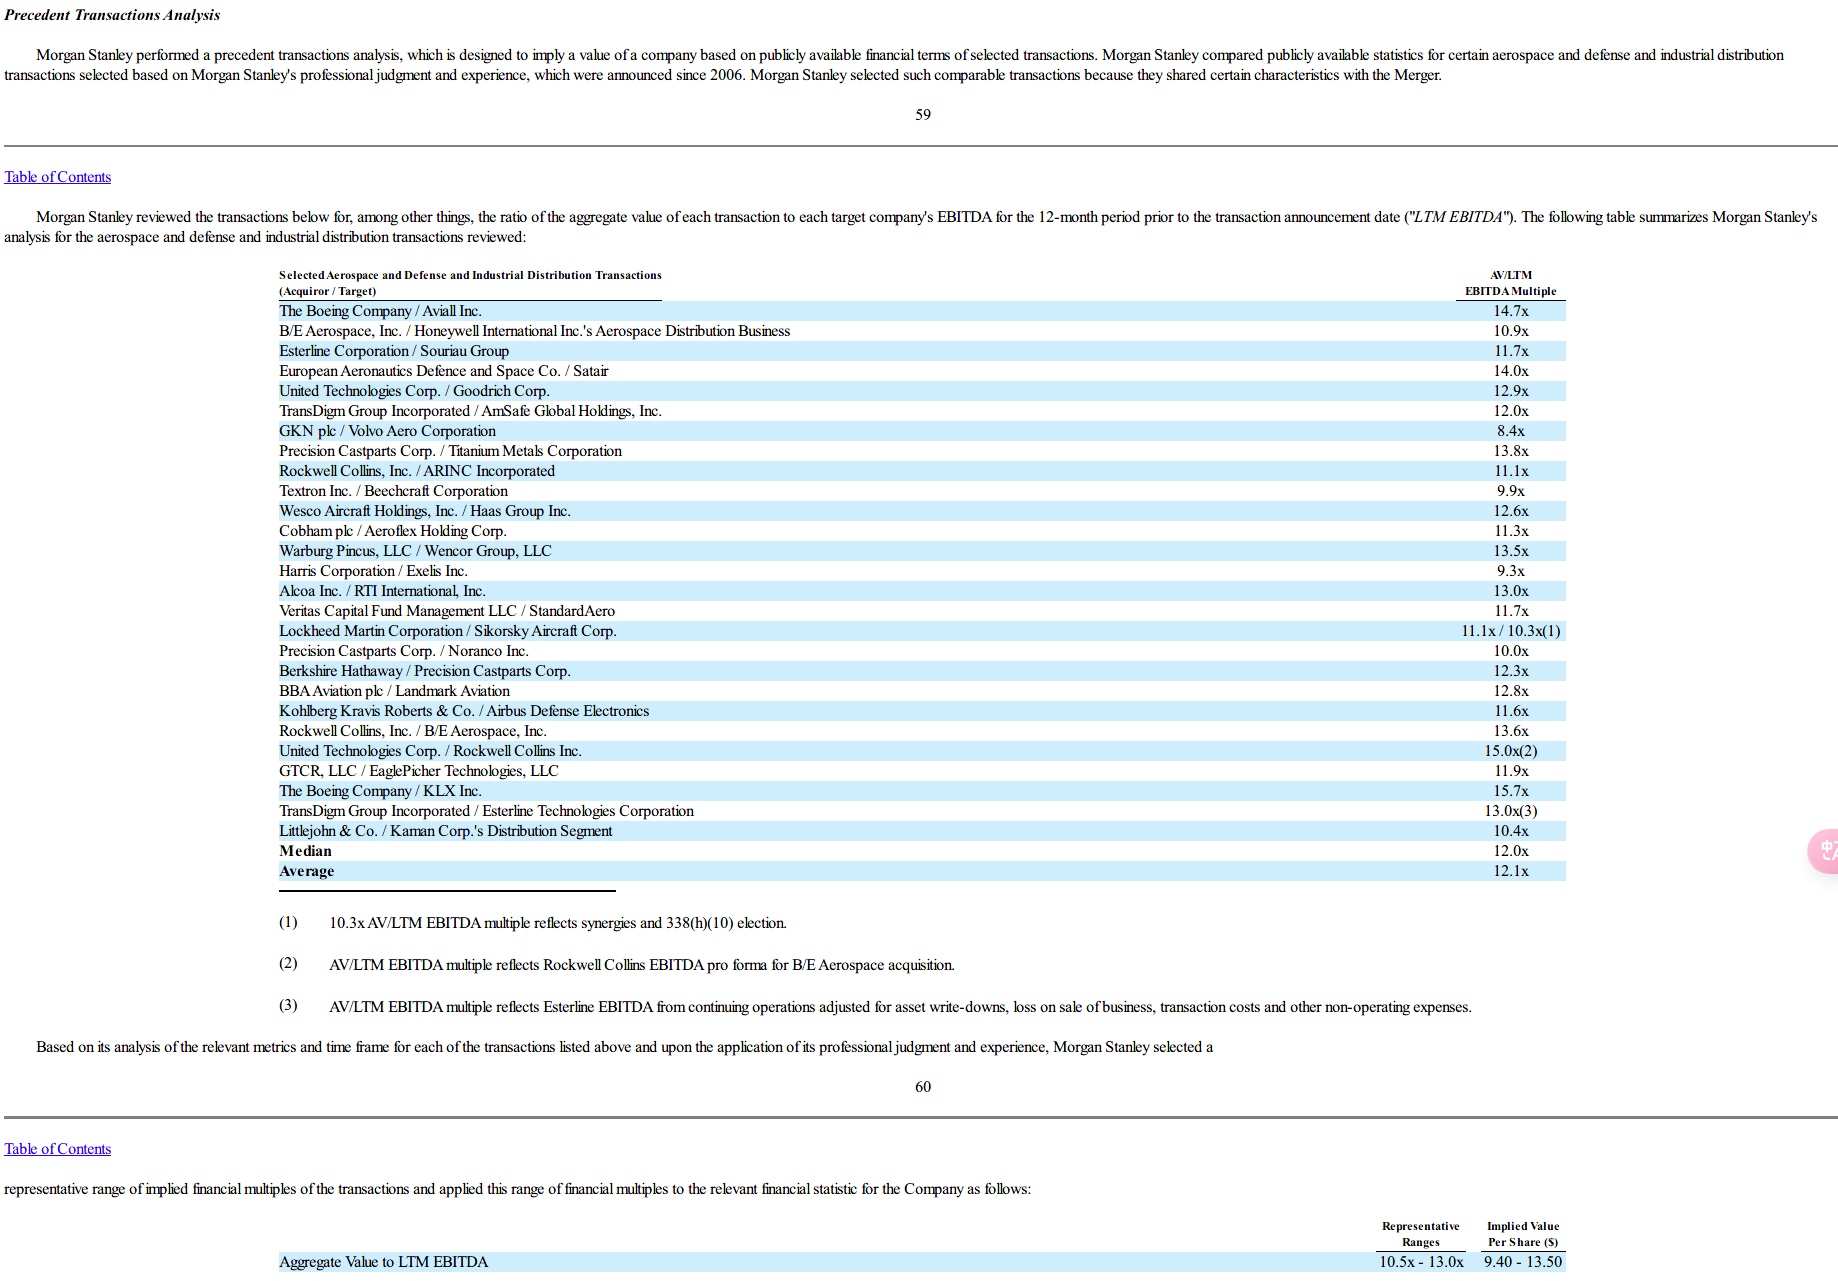 Precedent Transactions Analysis
Morgan Stanley performed a precedent transactions analysis, which is designed to imply a value of a company based on publicly available financial terms of selected transactions. Morgan Stanley compared publicly available statistics for certain aerospace and defense and industrial distribution
transactions selected based on Morgan Stanley's professional judgment and experience, which were announced since 2006. Morgan Stanley selected such comparable transactions because they shared certain characteristics with the Merger.
59
Table of Contents
Morgan Stanley reviewed the transactions below for, among other things, the ratio of the aggregate value of each transaction to each target company's EBITDA for the 12-month period prior to the transaction announcement date ("LTM EBITDA"). The following table summarizes Morgan Stanley's
analysis for the aerospace and defense and industrial distribution transactions reviewed:
Selected Aerospace and Defense and Industrial Distribution Transactions AV/LTM
(Acquiror / Target) EBITDA Multiple
The Boeing Company / Aviall Inc. 14.7x
B/E Aerospace, Inc. / Honeywell International Inc.'s Aerospace Distribution Business 10.9x
Esterline Corporation / Souriau Group 11.7x
European Aeronautics Defence and Space Co. / Satair 14.0x
United Technologies Corp. / Goodrich Corp. 12.9x
TransDigm Group Incorporated / AmSafe Global Holdings, Inc. 12.0x
GKN plc / Volvo Aero Corporation 8.4x
Precision Castparts Corp. / Titanium Metals Corporation 13.8x
Rockwell Collins, Inc. / ARINC Incorporated 11.1x
Textron Inc. / Beechcraft Corporation 9.9x
Wesco Aircraft Holdings, Inc. / Haas Group Inc. 12.6x
Cobham plc / Aeroflex Holding Corp. 11.3x
Warburg Pincus, LLC / Wencor Group, LLC 13.5x
Harris Corporation / Exelis Inc. 9.3x
Alcoa Inc. / RTI International, Inc. 13.0x
Veritas Capital Fund Management LLC / StandardAero 11.7x
Lockheed Martin Corporation / Sikorsky Aircraft Corp. 11.1x / 10.3x(1)
Precision Castparts Corp. / Noranco Inc. 10.0x
Berkshire Hathaway / Precision Castparts Corp. 12.3x
BBA Aviation plc / Landmark Aviation 12.8x
Kohlberg Kravis Roberts & Co. / Airbus Defense Electronics 11.6x
Rockwell Collins, Inc. / B/E Aerospace, Inc. 13.6x
United Technologies Corp. / Rockwell Collins Inc. 15.0x(2)
GTCR, LLC / EaglePicher Technologies, LLC 11.9x
The Boeing Company / KLX Inc. 15.7x
TransDigm Group Incorporated / Esterline Technologies Corporation 13.0x(3)
Littlejohn & Co. / Kaman Corp.'s Distribution Segment 10.4x
Median 12.0x
Average 12.1x
(1) 10.3x AV/LTM EBITDA multiple reflects synergies and 338(h)(10) election.
(2) AV/LTM EBITDA multiple reflects Rockwell Collins EBITDA pro forma for B/E Aerospace acquisition.
(3) AV/LTM EBITDA multiple reflects Esterline EBITDA from continuing operations adjusted for asset write-downs, loss on sale of business, transaction costs and other non-operating expenses.
Based on its analysis of the relevant metrics and time frame for each of the transactions listed above and upon the application of its professional judgment and experience, Morgan Stanley selected a
60
Table of Contents
representative range of implied financial multiples of the transactions and applied this range of financial multiples to the relevant financial statistic for the Company as follows:
Representative Implied Value
Ranges Per Share ($)
Aggregate Value to LTM EBITDA 10.5x - 13.0x 9.40 - 13.50